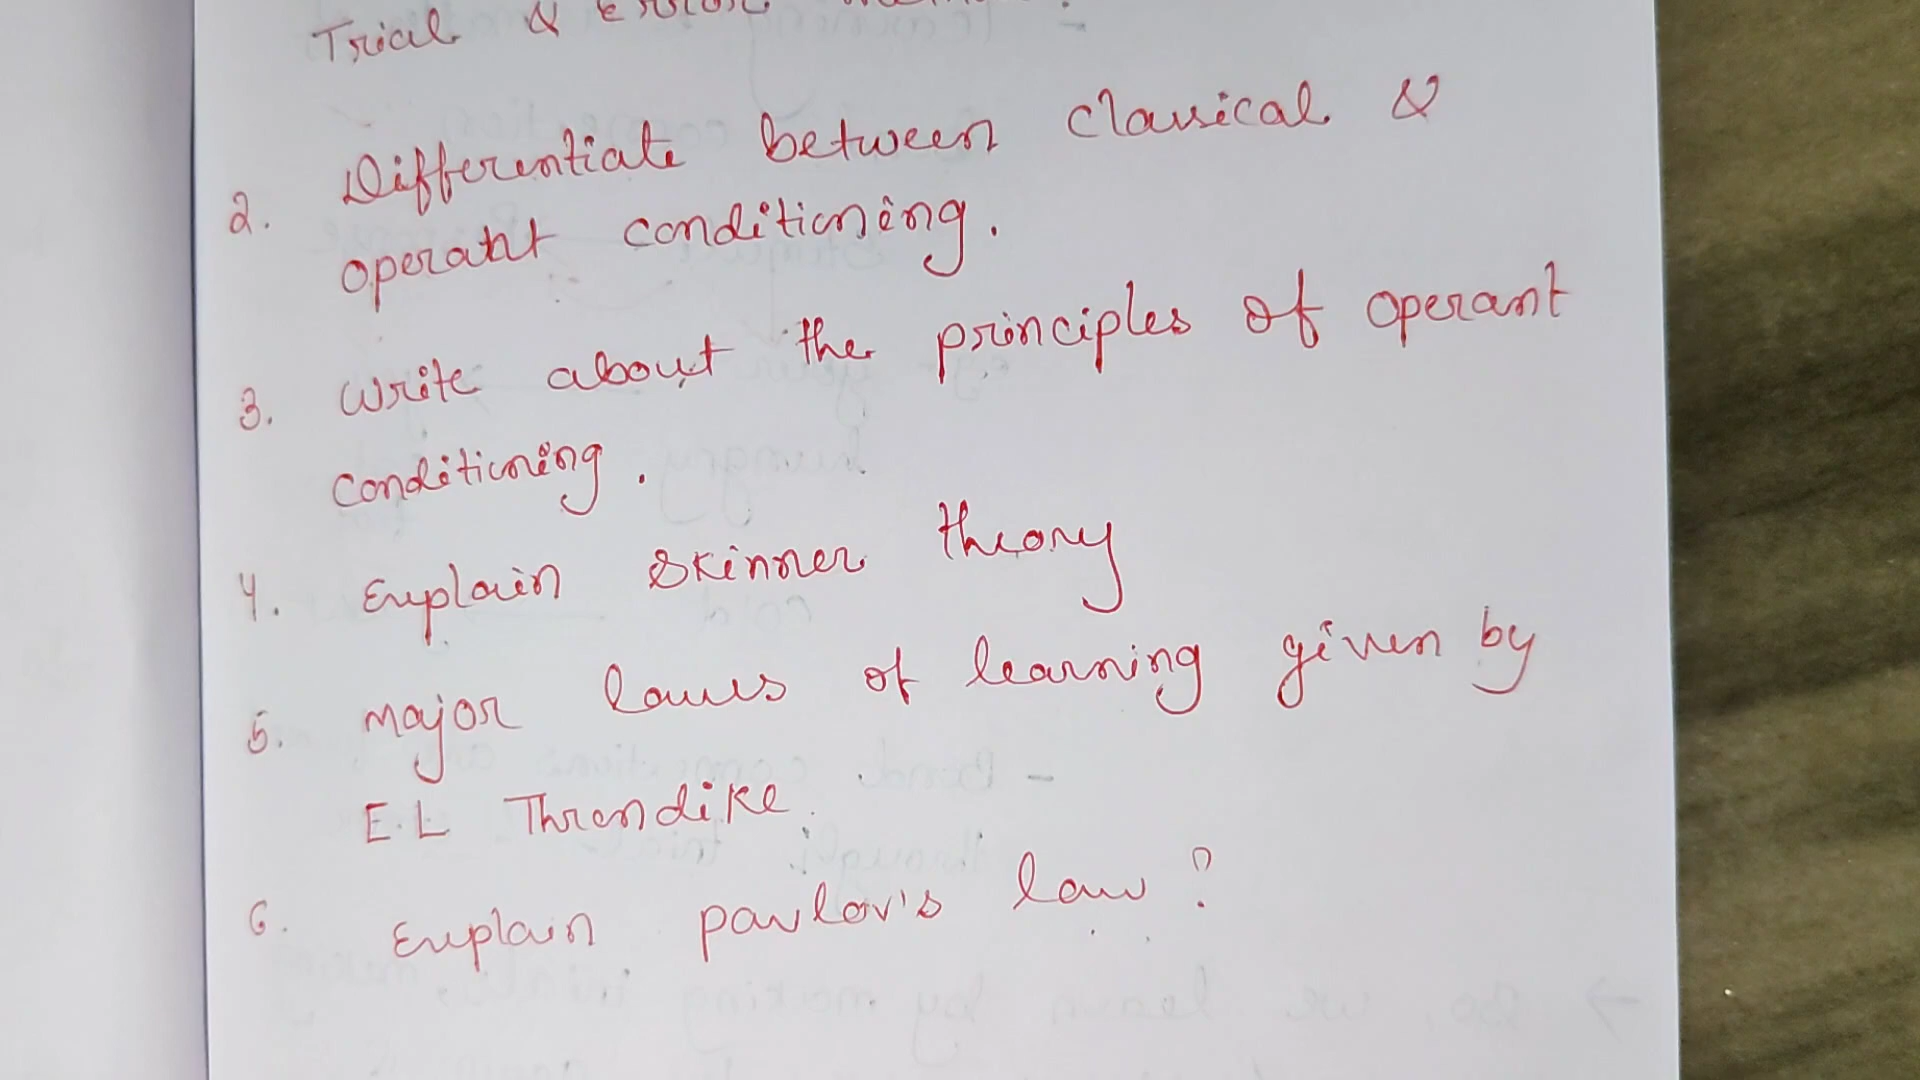 Trial & error
2. Differentiate between classical &
operant conditioning.
3. write about the principles of operant
conditioning.
4. Explain skinner theory
5. major laws of learning given by
E.L Throndike.
6. Explain pavlov's law?